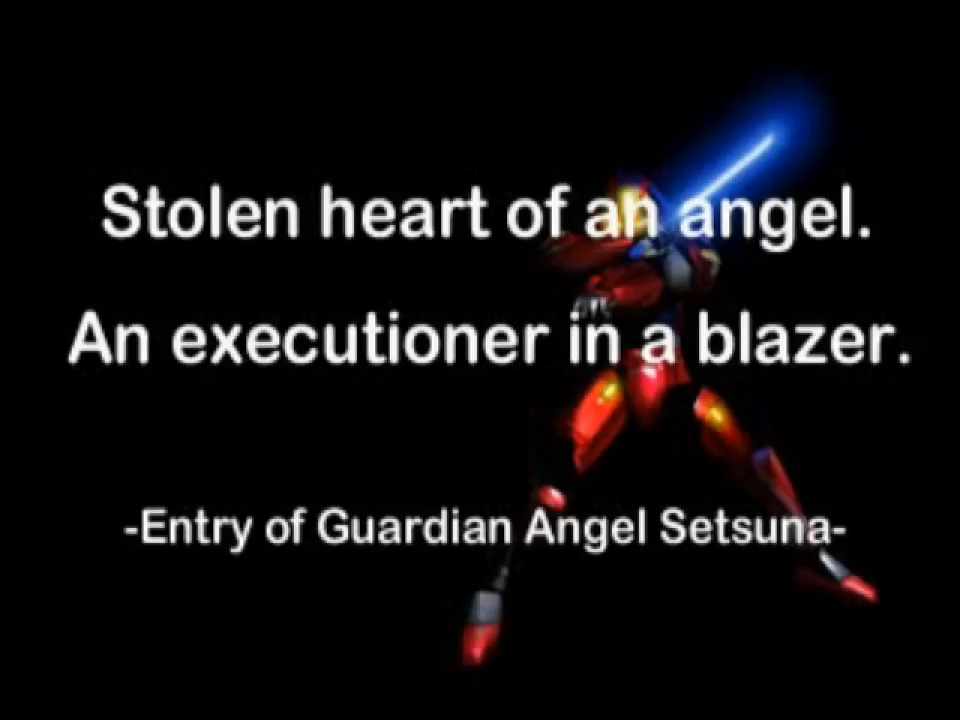 Stolen heart of an angel.
An executioner in a blazer.
-Entry of Guardian Angel Setsuna-